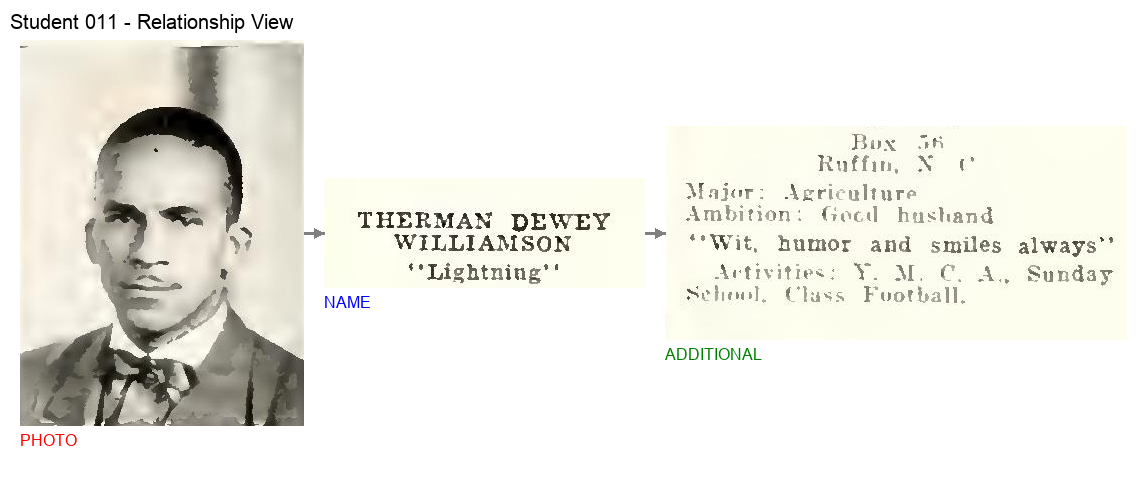 Student 011 - Relationship View
THERMAN DEWEY
WILLIAMSON
"Lightning"
Box 56
Ruffin, N C
Major: Agriculture
Ambition: Good husband
"Wit, humor and smiles always"
Activities: Y. M. C. A., Sunday
School, Class Football.
NAME
ADDITIONAL
PHOTO